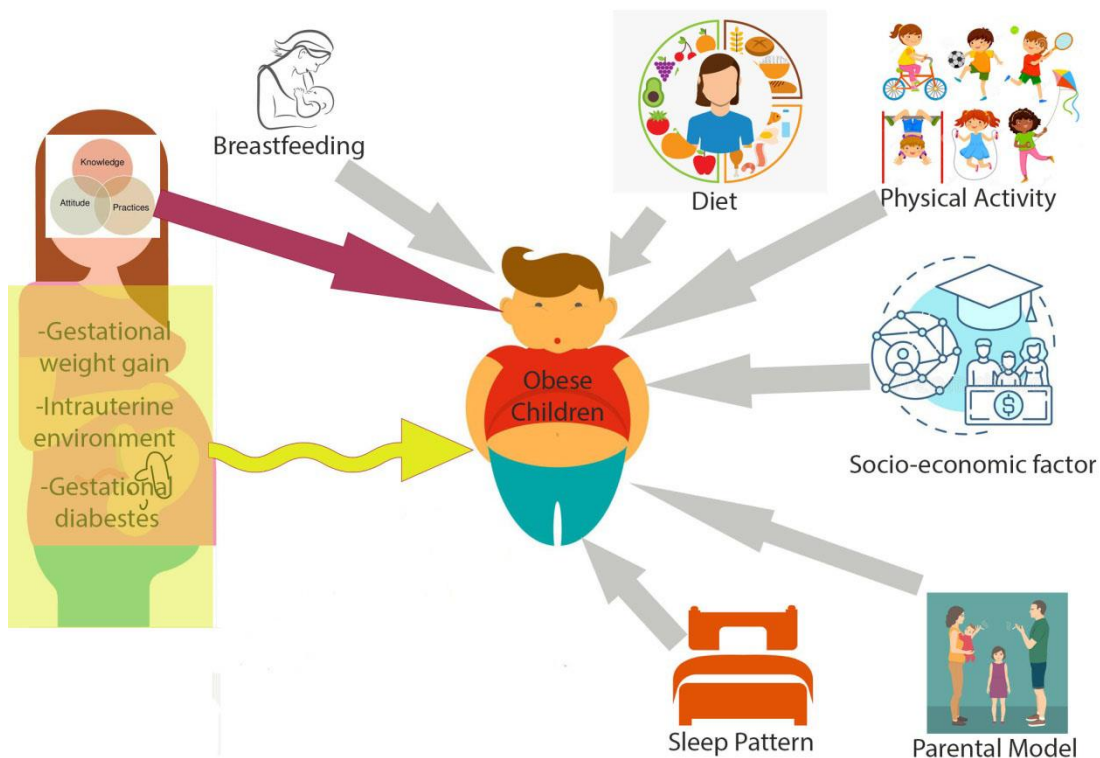 Knowledge
Attitude
Practices
Breastfeeding
Diet
Physical Activity
-Gestational
weight gain
-Intrauterine
environment
-Gestational
diabestes
Obese
Children
$
Socio-economic factor
Sleep Pattern
Parental Model